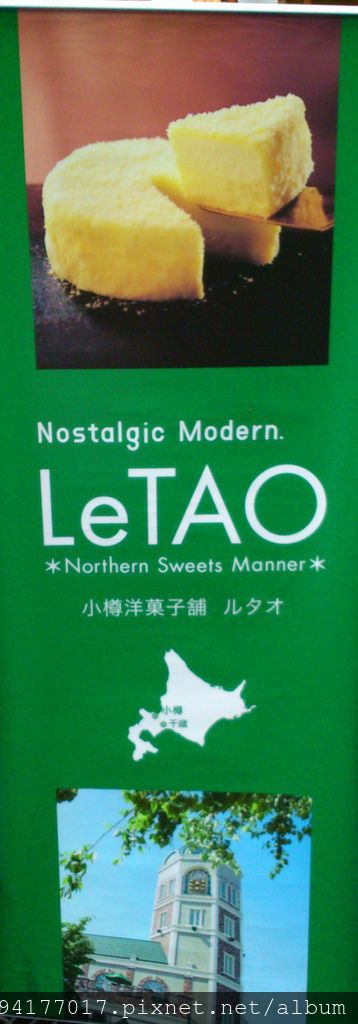 Nostalgic Modern.
LeTAO
*Northern Sweets Manner*
小樽洋菓子舗 ルタオ
小樽
千歳
94177017.pixnet.net/album